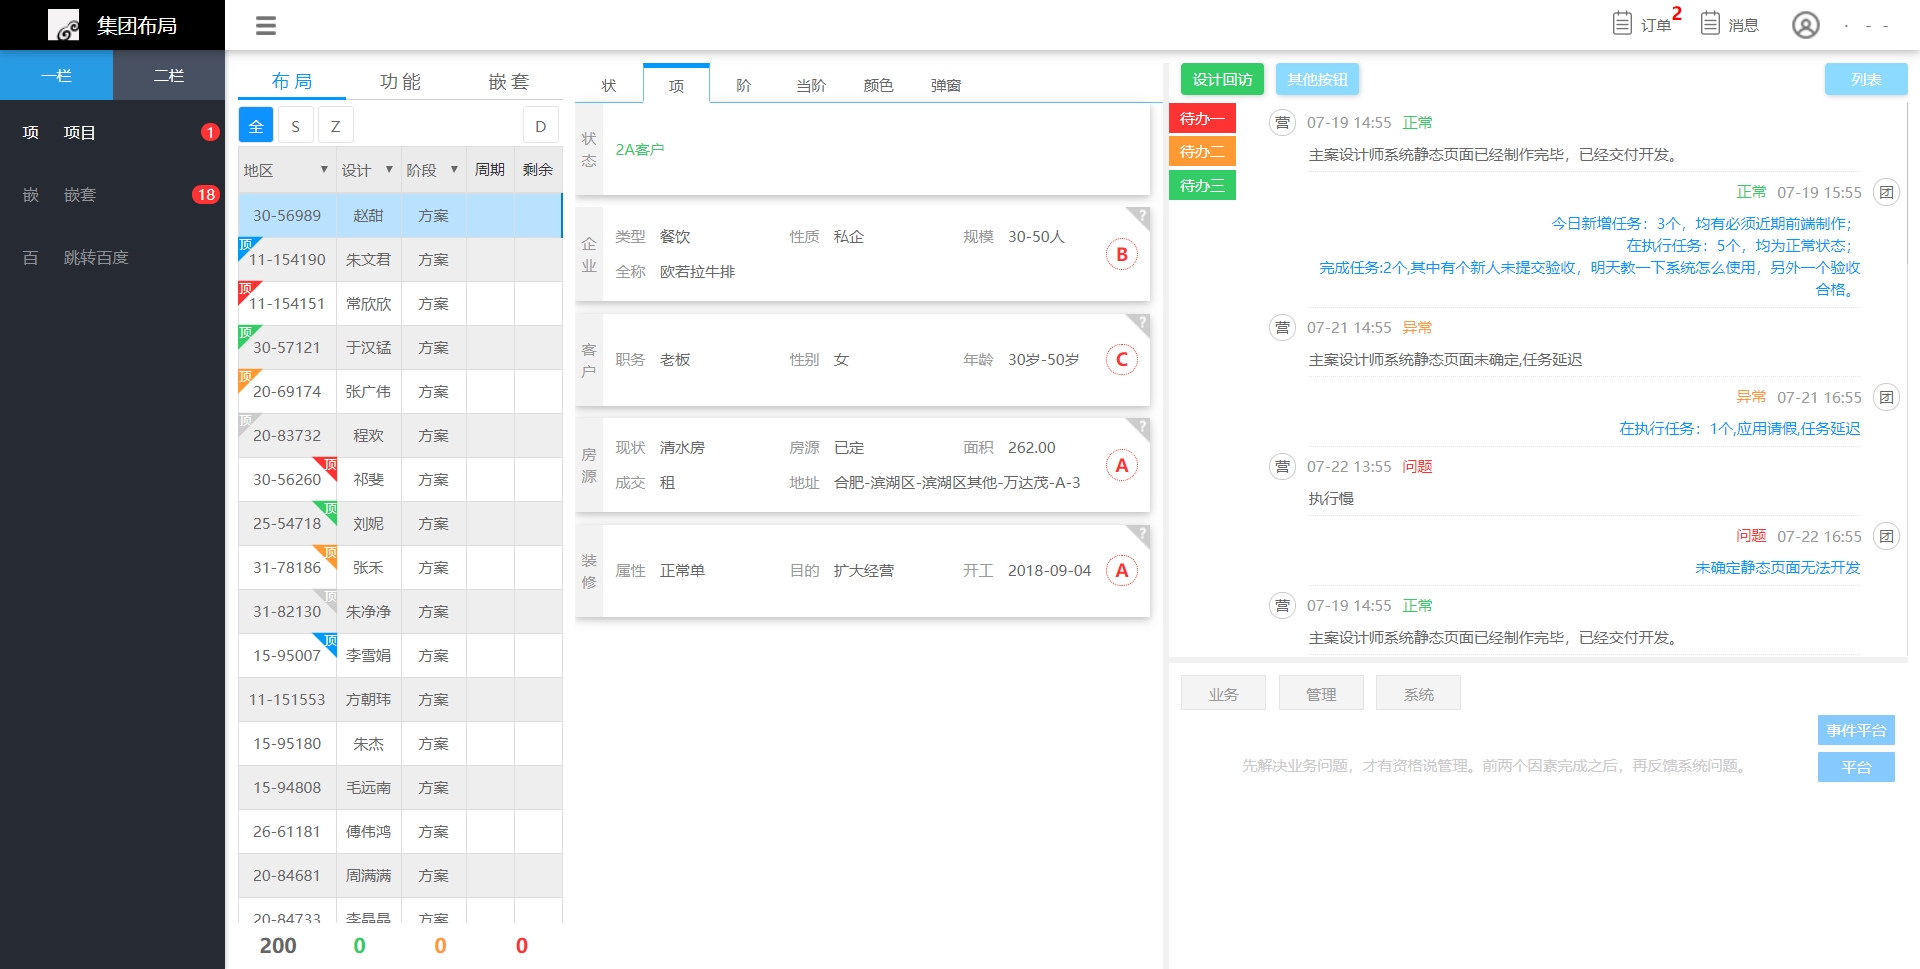 集团布局
订单 2
消息
· - -
一栏 二栏
项 项目 1
嵌 嵌套 18
百 跳转百度
布 局 功 能 嵌 套
全 S Z D
地区 ▼ 设计 ▼ 阶段 ▼ 周期 剩余
30-56989 赵甜 方案
顶 11-154190 朱文君 方案
顶 11-154151 常欣欣 方案
顶 30-57121 于汉锰 方案
顶 20-69174 张广伟 方案
顶 20-83732 程欢 方案
30-56260 顶 祁斐 方案
25-54718 顶 刘妮 方案
31-78186 顶 张禾 方案
31-82130 顶 朱净净 方案
15-95007 顶 李雪娟 方案
11-151553 方朝玮 方案
15-95180 朱杰 方案
15-94808 毛远南 方案
26-61181 傅伟鸿 方案
20-84681 周满满 方案
20-84733 李晶晶 方案
200 0 0 0
状 项 阶 当阶 颜色 弹窗
状态
2A客户
企业
类型 餐饮 性质 私企 规模 30-50人
全称 欧若拉牛排
B ?
客户
职务 老板 性别 女 年龄 30岁-50岁
C ?
房源
现状 清水房 房源 已定 面积 262.00
成交 租 地址 合肥-滨湖区-滨湖区其他-万达茂-A-3
A ?
装修
属性 正常单 目的 扩大经营 开工 2018-09-04
A ?
设计回访 其他按钮 列表
待办一
待办二
待办三
营 07-19 14:55 正常
主案设计师系统静态页面已经制作完毕，已经交付开发。
正常 07-19 15:55 团
今日新增任务：3个，均有必须近期前端制作；
在执行任务：5个，均为正常状态；
完成任务:2个,其中有个新人未提交验收，明天教一下系统怎么使用，另外一个验收
合格。
营 07-21 14:55 异常
主案设计师系统静态页面未确定,任务延迟
异常 07-21 16:55 团
在执行任务：1个,应用请假,任务延迟
营 07-22 13:55 问题
执行慢
问题 07-22 16:55 团
未确定静态页面无法开发
营 07-19 14:55 正常
主案设计师系统静态页面已经制作完毕，已经交付开发。
业务 管理 系统
事件平台
先解决业务问题，才有资格说管理。前两个因素完成之后，再反馈系统问题。
平台